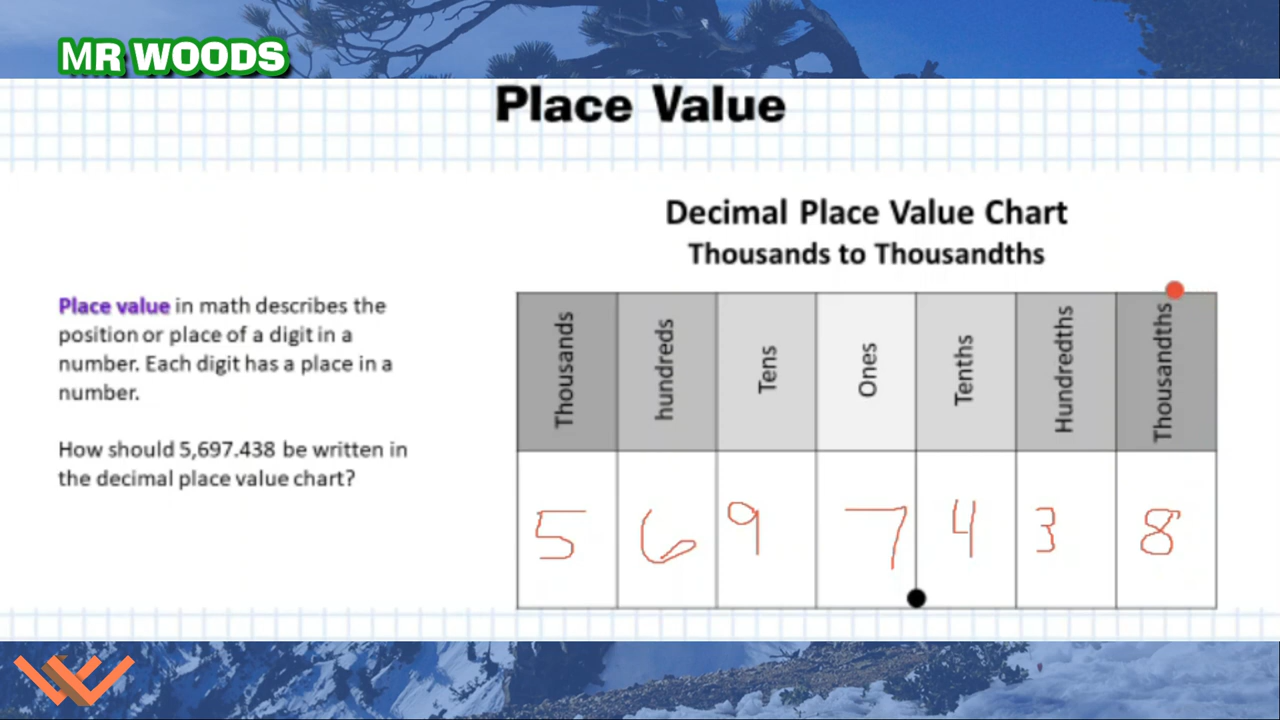 MR WOODS
Place Value
Decimal Place Value Chart
Thousands to Thousandths
Place value in math describes the
position or place of a digit in a
number. Each digit has a place in a
number.
How should 5,697.438 be written in
the decimal place value chart?
Thousands hundreds Tens Ones Tenths Hundredths Thousandths
5 6 9 7 4 3 8